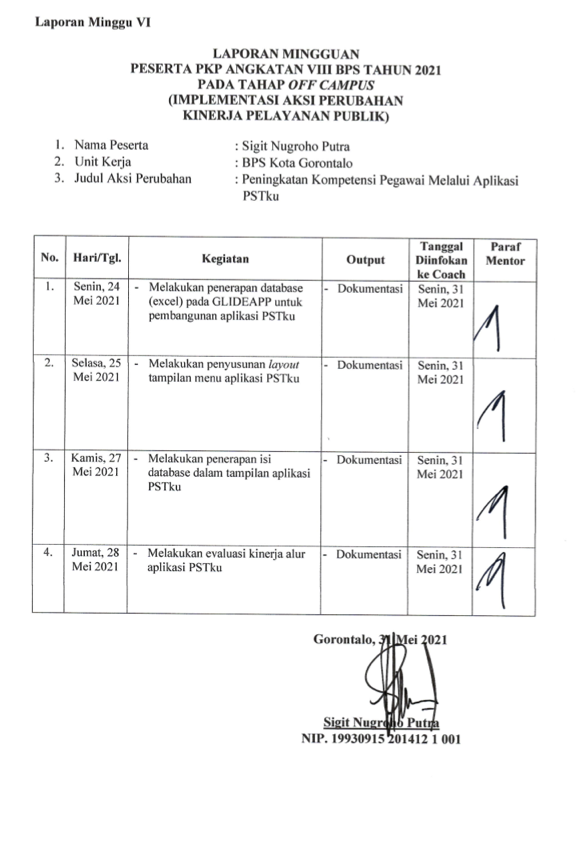 Laporan Minggu VI
LAPORAN MINGGUAN
PESERTA PKP ANGKATAN VIII BPS TAHUN 2021
PADA TAHAP OFF CAMPUS
(IMPLEMENTASI AKSI PERUBAHAN
KINERJA PELAYANAN PUBLIK)
1. Nama Peserta : Sigit Nugroho Putra
2. Unit Kerja : BPS Kota Gorontalo
3. Judul Aksi Perubahan : Peningkatan Kompetensi Pegawai Melalui Aplikasi
PSTku
No. Hari/Tgl. Kegiatan Output Tanggal Diinfokan ke Coach Paraf Mentor
1. Senin, 24 - Melakukan penerapan database - Dokumentasi Senin, 31
Mei 2021 (excel) pada GLIDEAPP untuk Mei 2021
pembangunan aplikasi PSTku
2. Selasa, 25 - Melakukan penyusunan layout - Dokumentasi Senin, 31
Mei 2021 tampilan menu aplikasi PSTku Mei 2021
3. Kamis, 27 - Melakukan penerapan isi - Dokumentasi Senin, 31
Mei 2021 database dalam tampilan aplikasi Mei 2021
PSTku
4. Jumat, 28 - Melakukan evaluasi kinerja alur - Dokumentasi Senin, 31
Mei 2021 aplikasi PSTku Mei 2021
Gorontalo, 31 Mei 2021
Sigit Nugroho Putra
NIP. 19930915 201412 1 001